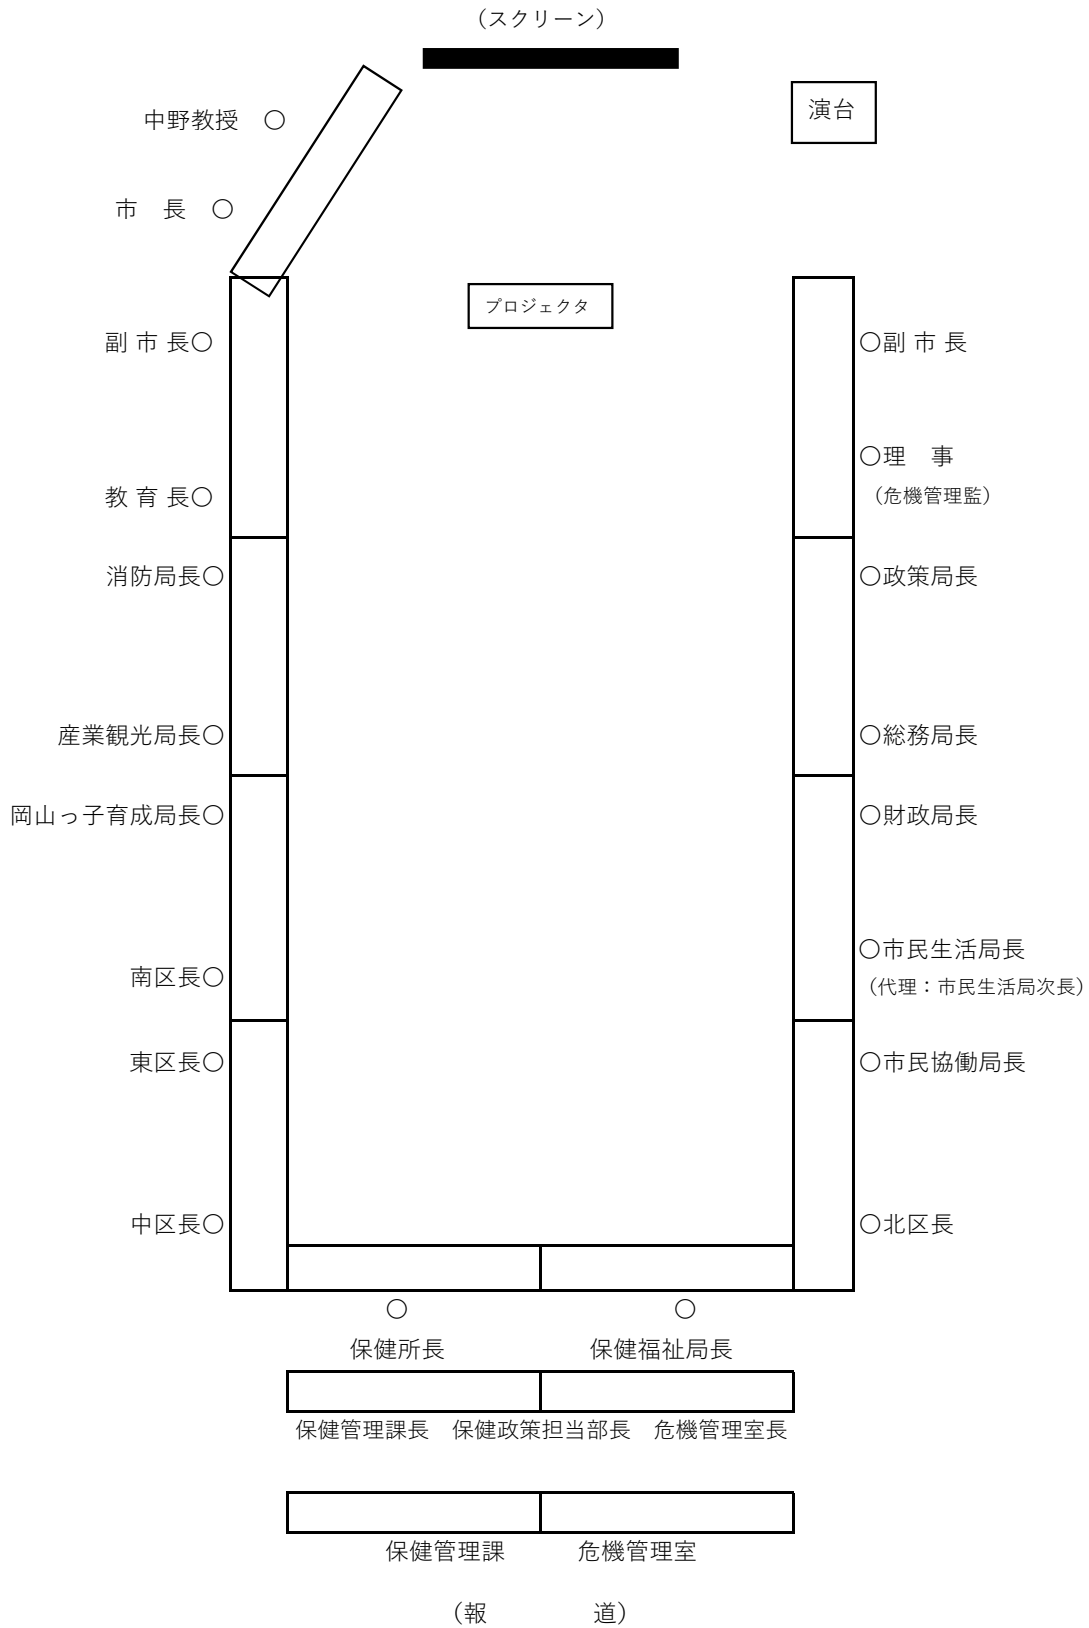 （スクリーン）
演台
中野教授　○
市　長　○
プロジェクタ
副 市 長○
○副 市 長
○理　事
（危機管理監）
教 育 長○
消防局長○
○政策局長
産業観光局長○
○総務局長
岡山っ子育成局長○
○財政局長
○市民生活局長
（代理：市民生活局次長）
南区長○
東区長○
○市民協働局長
中区長○
○北区長
○　○
保健所長　保健福祉局長
保健管理課長　保健政策担当部長　危機管理室長
保健管理課　危機管理室
（報　道）